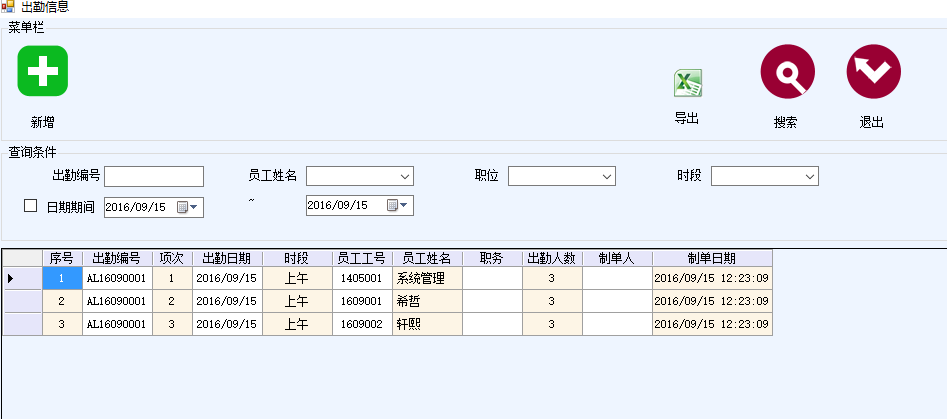 出勤信息
菜单栏
新增
导出
搜索
退出
查询条件
出勤编号 员工姓名 职位 时段
日期期间 2016/09/15 ~ 2016/09/15
序号 出勤编号 项次 出勤日期 时段 员工工号 员工姓名 职务 出勤人数 制单人 制单日期
1 AL16090001 1 2016/09/15 上午 1405001 系统管理 3 2016/09/15 12:23:09
2 AL16090001 2 2016/09/15 上午 1609001 希哲 3 2016/09/15 12:23:09
3 AL16090001 3 2016/09/15 上午 1609002 轩熙 3 2016/09/15 12:23:09